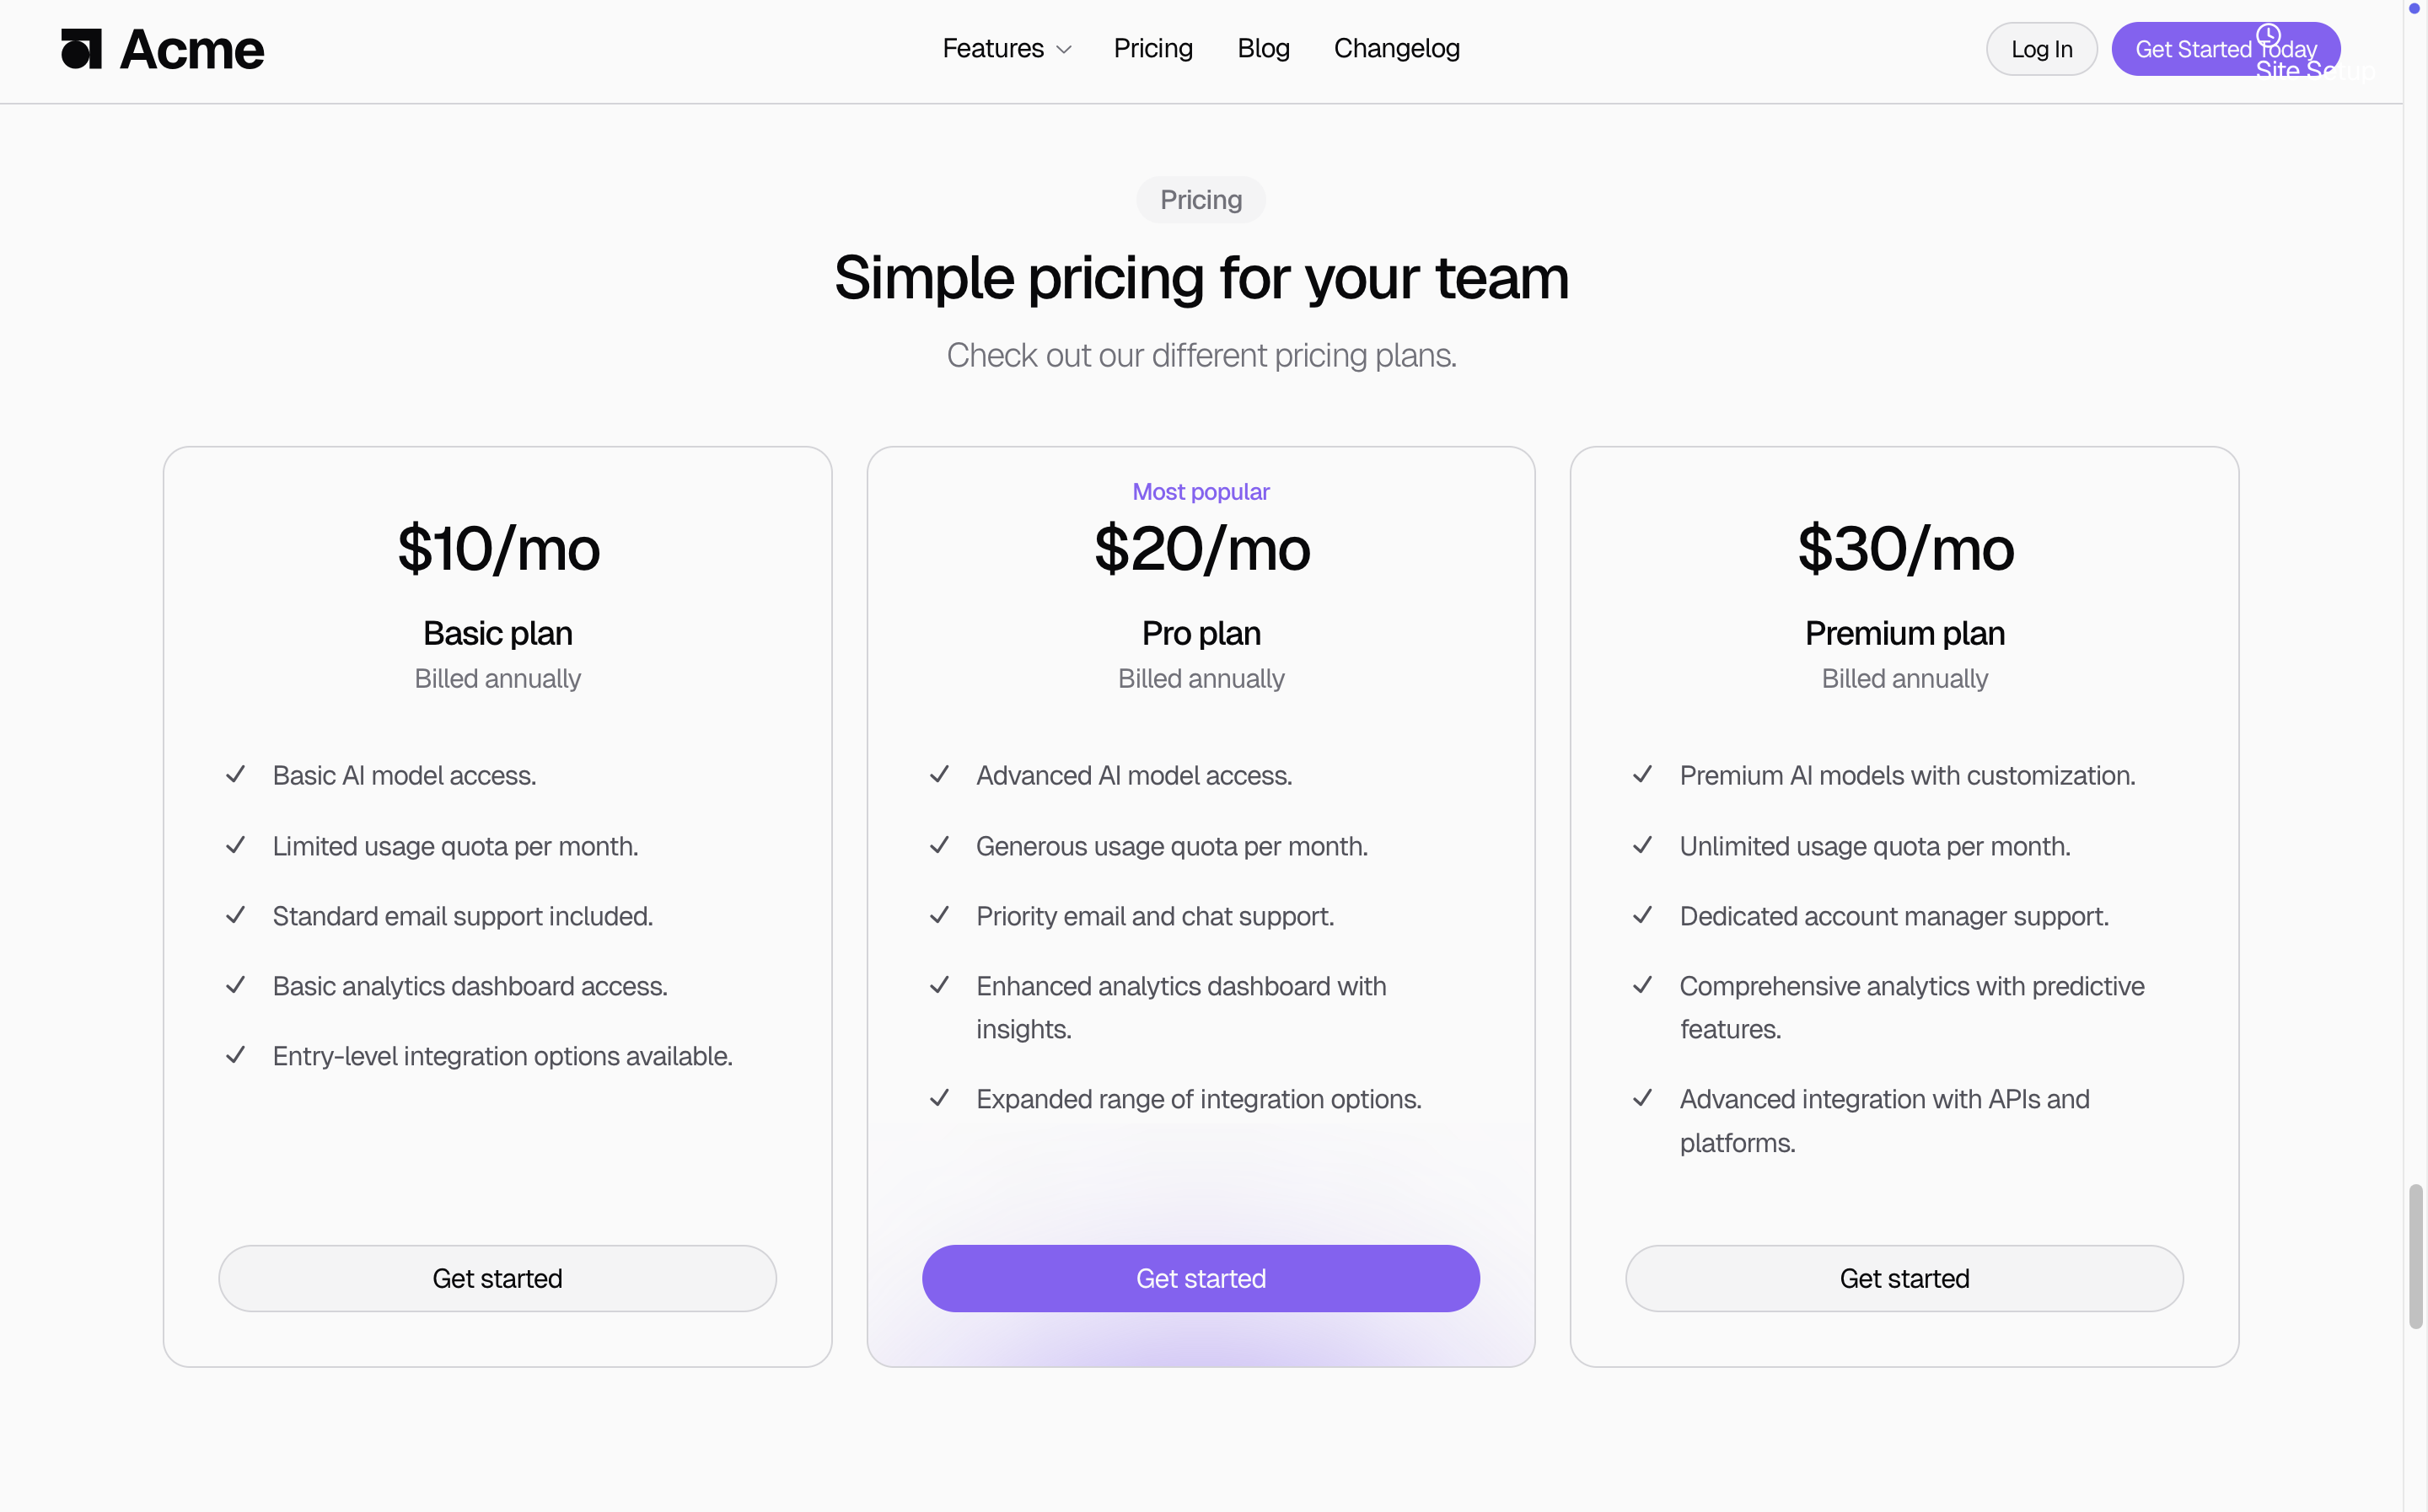 Acme
Features
Pricing
Blog
Changelog
Log In
Get Started Today
Site Setup
Pricing
Simple pricing for your team
Check out our different pricing plans.
$10/mo
Basic plan
Billed annually
Basic AI model access.
Limited usage quota per month.
Standard email support included.
Basic analytics dashboard access.
Entry-level integration options available.
Get started
Most popular
$20/mo
Pro plan
Billed annually
Advanced AI model access.
Generous usage quota per month.
Priority email and chat support.
Enhanced analytics dashboard with
insights.
Expanded range of integration options.
Get started
$30/mo
Premium plan
Billed annually
Premium AI models with customization.
Unlimited usage quota per month.
Dedicated account manager support.
Comprehensive analytics with predictive
features.
Advanced integration with APIs and
platforms.
Get started